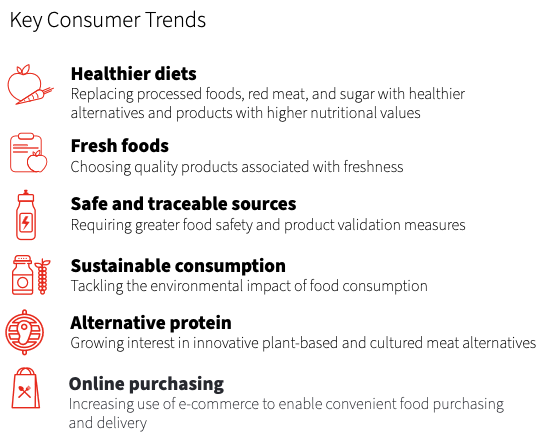 Key Consumer Trends
Healthier diets
Replacing processed foods, red meat, and sugar with healthier
alternatives and products with higher nutritional values
Fresh foods
Choosing quality products associated with freshness
Safe and traceable sources
Requiring greater food safety and product validation measures
Sustainable consumption
Tackling the environmental impact of food consumption
Alternative protein
Growing interest in innovative plant-based and cultured meat alternatives
Online purchasing
Increasing use of e-commerce to enable convenient food purchasing
and delivery